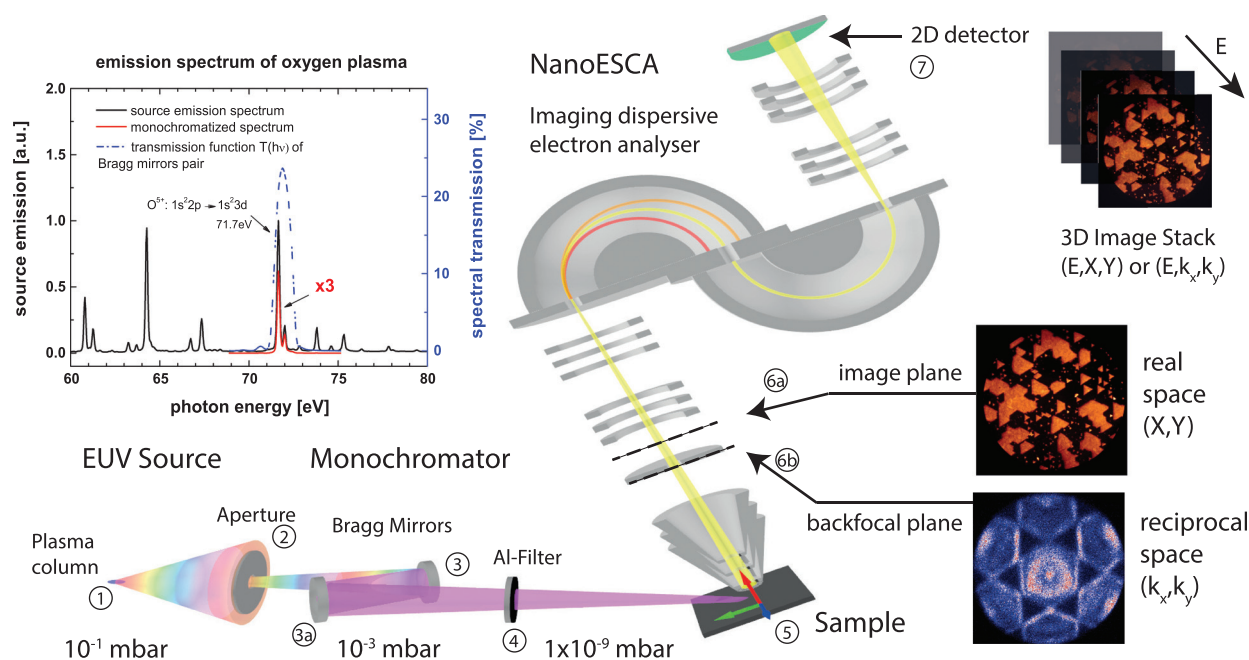 emission spectrum of oxygen plasma
source emission spectrum
monochromatized spectrum
transmission function T(hν) of
Bragg mirrors pair
O⁵⁺: 1s²2p → 1s²3d
71.7eV
x3
2.0
1.5
1.0
0.5
0.0
source emission [a.u.]
30
20
10
0
spectral transmission [%]
60
65
70
75
80
photon energy [eV]
NanoESCA
Imaging dispersive
electron analyser
2D detector
7
E
3D Image Stack
(E,X,Y) or (E,kₓ,kᵧ)
6a
image plane
real
space
(X,Y)
6b
backfocal plane
reciprocal
space
(kₓ,kᵧ)
EUV Source
Monochromator
Aperture
2
Bragg Mirrors
Plasma
column
1
3
3a
Al-Filter
4
5
Sample
10⁻¹ mbar
10⁻³ mbar
1x10⁻⁹ mbar